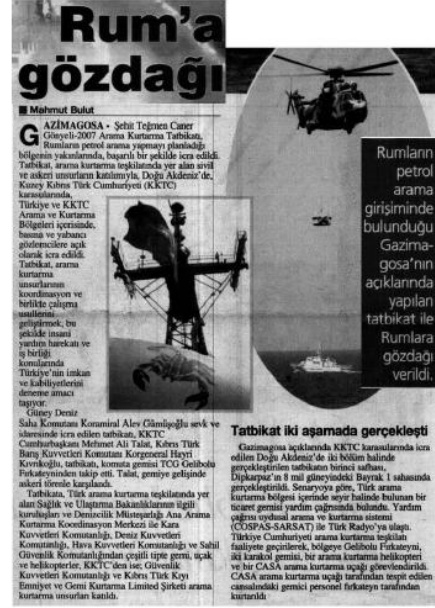 Rum'a
gözdağı
Mahmut Bulut
GAZİMAGOSA - Şehit Teğmen Caner
Gönyeli-2007 Arama Kurtarma Tatbikatı,
Rumların petrol arama yapmayı planladığı
bölgenin yakınlarında, başarılı bir şekilde icra edildi.
Tatbikat, arama kurtarma teşkilatında yer alan sivil
ve askeri unsurların katılımıyla, Doğu Akdeniz'de,
Kuzey Kıbrıs Türk Cumhuriyeti (KKTC)
karasularında,
Türkiye ve KKTC
Arama ve Kurtarma
Bölgeleri içerisinde,
basına ve yabancı
gözlemcilere açık
olarak icra edildi.
Tatbikat, arama
kurtarma
unsurlarının
koordinasyon ve
birlikte çalışma
usullerini
geliştirmek, bu
şekilde insani
yardım harekatı ve
iş birliği
konularında
Türkiye'nin imkan
ve kabiliyetlerini
deneme amacı
taşıyor.
Güney Deniz
Saha Komutanı Koramiral Alev Gümüşoğlu sevk ve
idaresinde icra edilen tatbikatı, KKTC
Cumhurbaşkanı Mehmet Ali Talat, Kıbrıs Türk
Barış Kuvvetleri Komutanı Korgeneral Hayri
Kıvrıkoğlu, tatbikatı, komuta gemisi TCG Gelibolu
Fırkateyninden takip etti. Talat, gemiye gelişinde
askeri törenle karşılandı.
Tatbikata, Türk arama kurtarma teşkilatında yer
alan Sağlık ve Ulaştırma Bakanlıklarının ilgili
kuruluşları ve Denizcilik Müsteşarlığı Ana Arama
Kurtarma Koordinasyon Merkezi ile Kara
Kuvvetleri Komutanlığı, Deniz Kuvvetleri
Komutanlığı, Hava Kuvvetleri Komutanlığı ve Sahil
Güvenlik Komutanlığından çeşitli tipte gemi, uçak
ve helikopterler, KKTC'den ise; Güvenlik
Kuvvetleri Komutanlığı ve Kıbrıs Türk Kıyı
Emniyet ve Gemi Kurtarma Limited Şirketi arama
kurtarma unsurları katıldı.
Rumların
petrol
arama
girişiminde
bulunduğu
Gazima-
gosa'nın
açıklarında
yapılan
tatbikat ile
Rumlara
gözdağı
verildi.
Tatbikat iki aşamada gerçekleşti
Gazimagosa açıklarında KKTC karasularında icra
edilen Doğu Akdeniz'de iki bölüm halinde
gerçekleştirilen tatbikatın birinci safhası,
Dipkarpaz'ın 8 mil güneyindeki Bayrak 1 sahasında
gerçekleştirildi. Senaryoya göre, Türk arama
kurtarma bölgesi içerinde seyir halinde bulunan bir
ticaret gemisi yardım çağrısında bulundu. Yardım
çağrısı uydusal arama ve kurtarma sistemi
(COSPAS-SARSAT) ile Türk Radyo'ya ulaştı.
Türkiye Cumhuriyeti arama kurtarma teşkilatı
faaliyete geçirilerek, bölgeye Gelibolu Fırkateyni,
iki karakol gemisi, bir arama kurtarma helikopteri
ve bir CASA arama kurtarma uçağı görevlendirildi.
CASA arama kurtarma uçağı tarafından tespit edilen
cansalındaki gemici personel fırkateyn tarafından
kurtarıldı